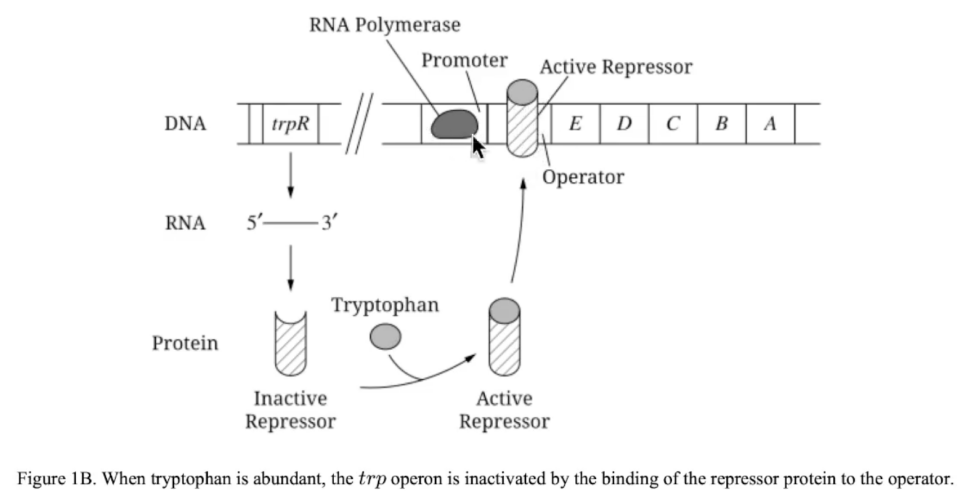 RNA Polymerase
Promoter
Active Repressor
DNA
trpR
E
D
C
B
A
Operator
RNA
5′
3′
Tryptophan
Protein
Inactive
Repressor
Active
Repressor
Figure 1B. When tryptophan is abundant, the trp operon is inactivated by the binding of the repressor protein to the operator.